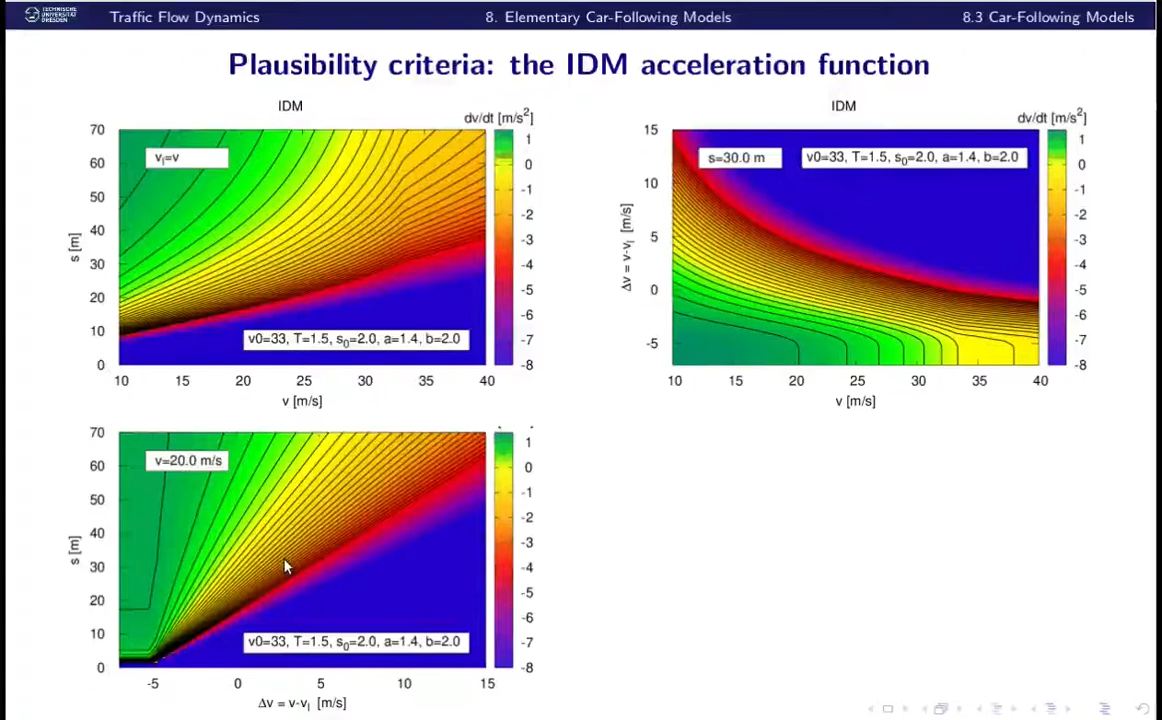 TECHNISCHE
UNIVERSITÄT
DRESDEN
Traffic Flow Dynamics
8. Elementary Car-Following Models
8.3 Car-Following Models
Plausibility criteria: the IDM acceleration function
IDM
dv/dt [m/s²]
70
60
50
40
30
20
10
0
s [m]
vₗ=v
v0=33, T=1.5, s₀=2.0, a=1.4, b=2.0
10 15 20 25 30 35 40
v [m/s]
1
0
-1
-2
-3
-4
-5
-6
-7
-8
IDM
dv/dt [m/s²]
15
10
5
0
-5
Δv = v-vₗ [m/s]
s=30.0 m
v0=33, T=1.5, s₀=2.0, a=1.4, b=2.0
10 15 20 25 30 35 40
v [m/s]
1
0
-1
-2
-3
-4
-5
-6
-7
-8
70
60
50
40
30
20
10
0
s [m]
v=20.0 m/s
v0=33, T=1.5, s₀=2.0, a=1.4, b=2.0
-5 0 5 10 15
Δv = v-vₗ [m/s]
1
0
-1
-2
-3
-4
-5
-6
-7
-8